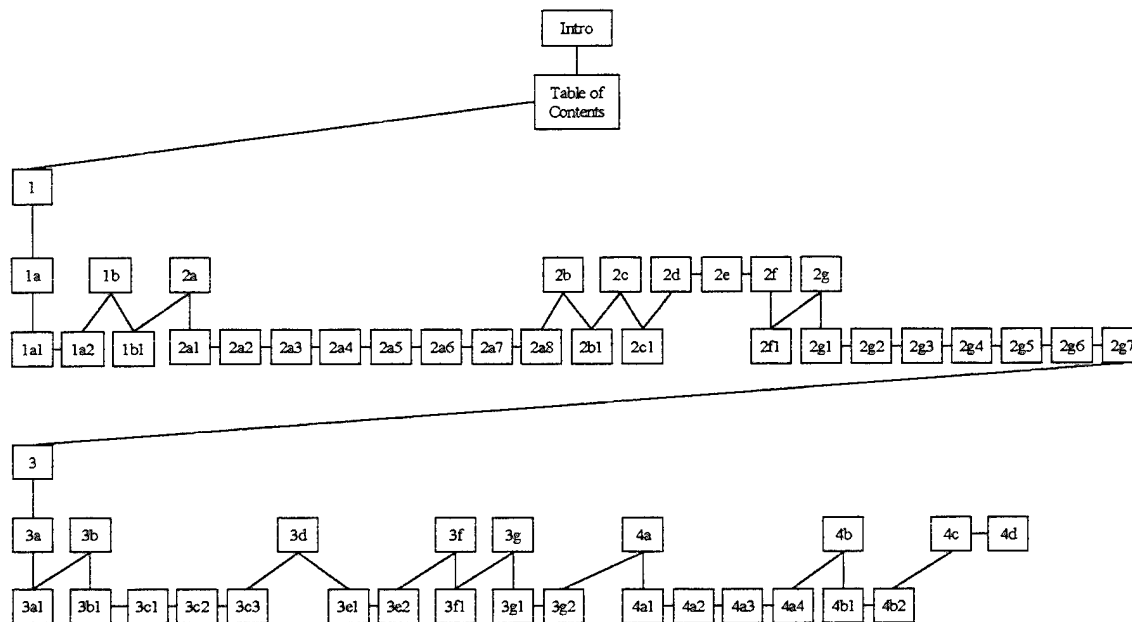 Intro
Table of
Contents
1
1a
1b
2a
2b
2c
2d
2e
2f
2g
1a1
1a2
1b1
2a1
2a2
2a3
2a4
2a5
2a6
2a7
2a8
2b1
2c1
2f1
2g1
2g2
2g3
2g4
2g5
2g6
2g7
3
3a
3b
3d
3f
3g
4a
4b
4c
4d
3a1
3b1
3c1
3c2
3c3
3e1
3e2
3f1
3g1
3g2
4a1
4a2
4a3
4a4
4b1
4b2